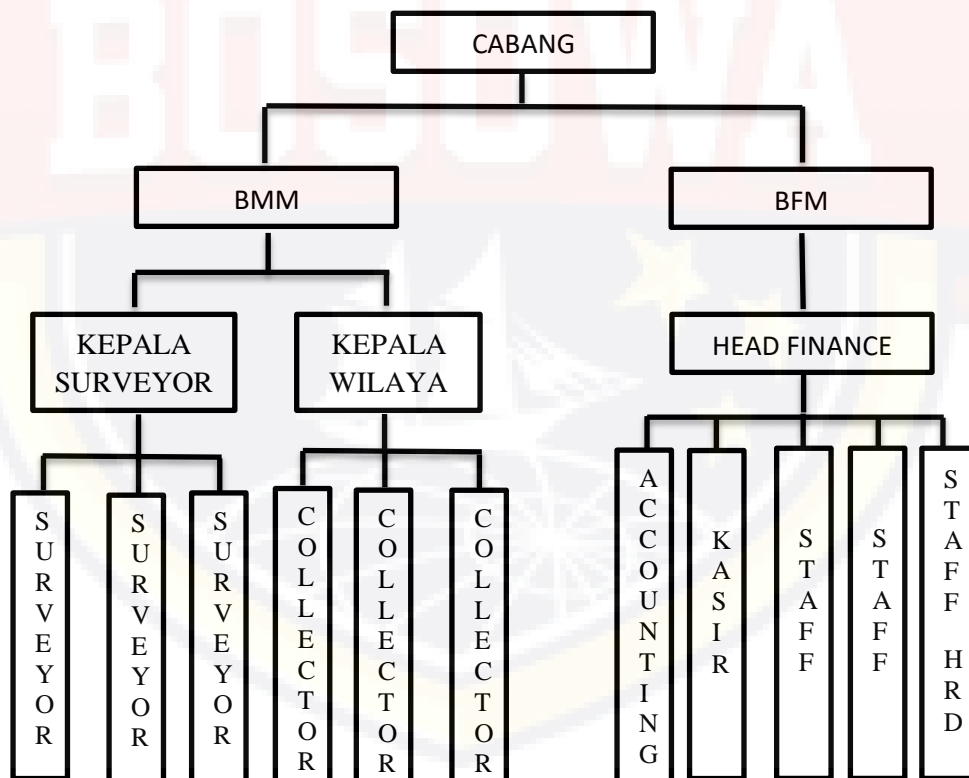 BOSOWA
CABANG
BMM
BFM
KEPALA
SURVEYOR
KEPALA
WILAYA
HEAD FINANCE
SURVEYOR
SURVEYOR
SURVEYOR
COLLECTOR
COLLECTOR
COLLECTOR
ACCOUNTING
KASIR
STAFF
STAFF
STAFF HRD